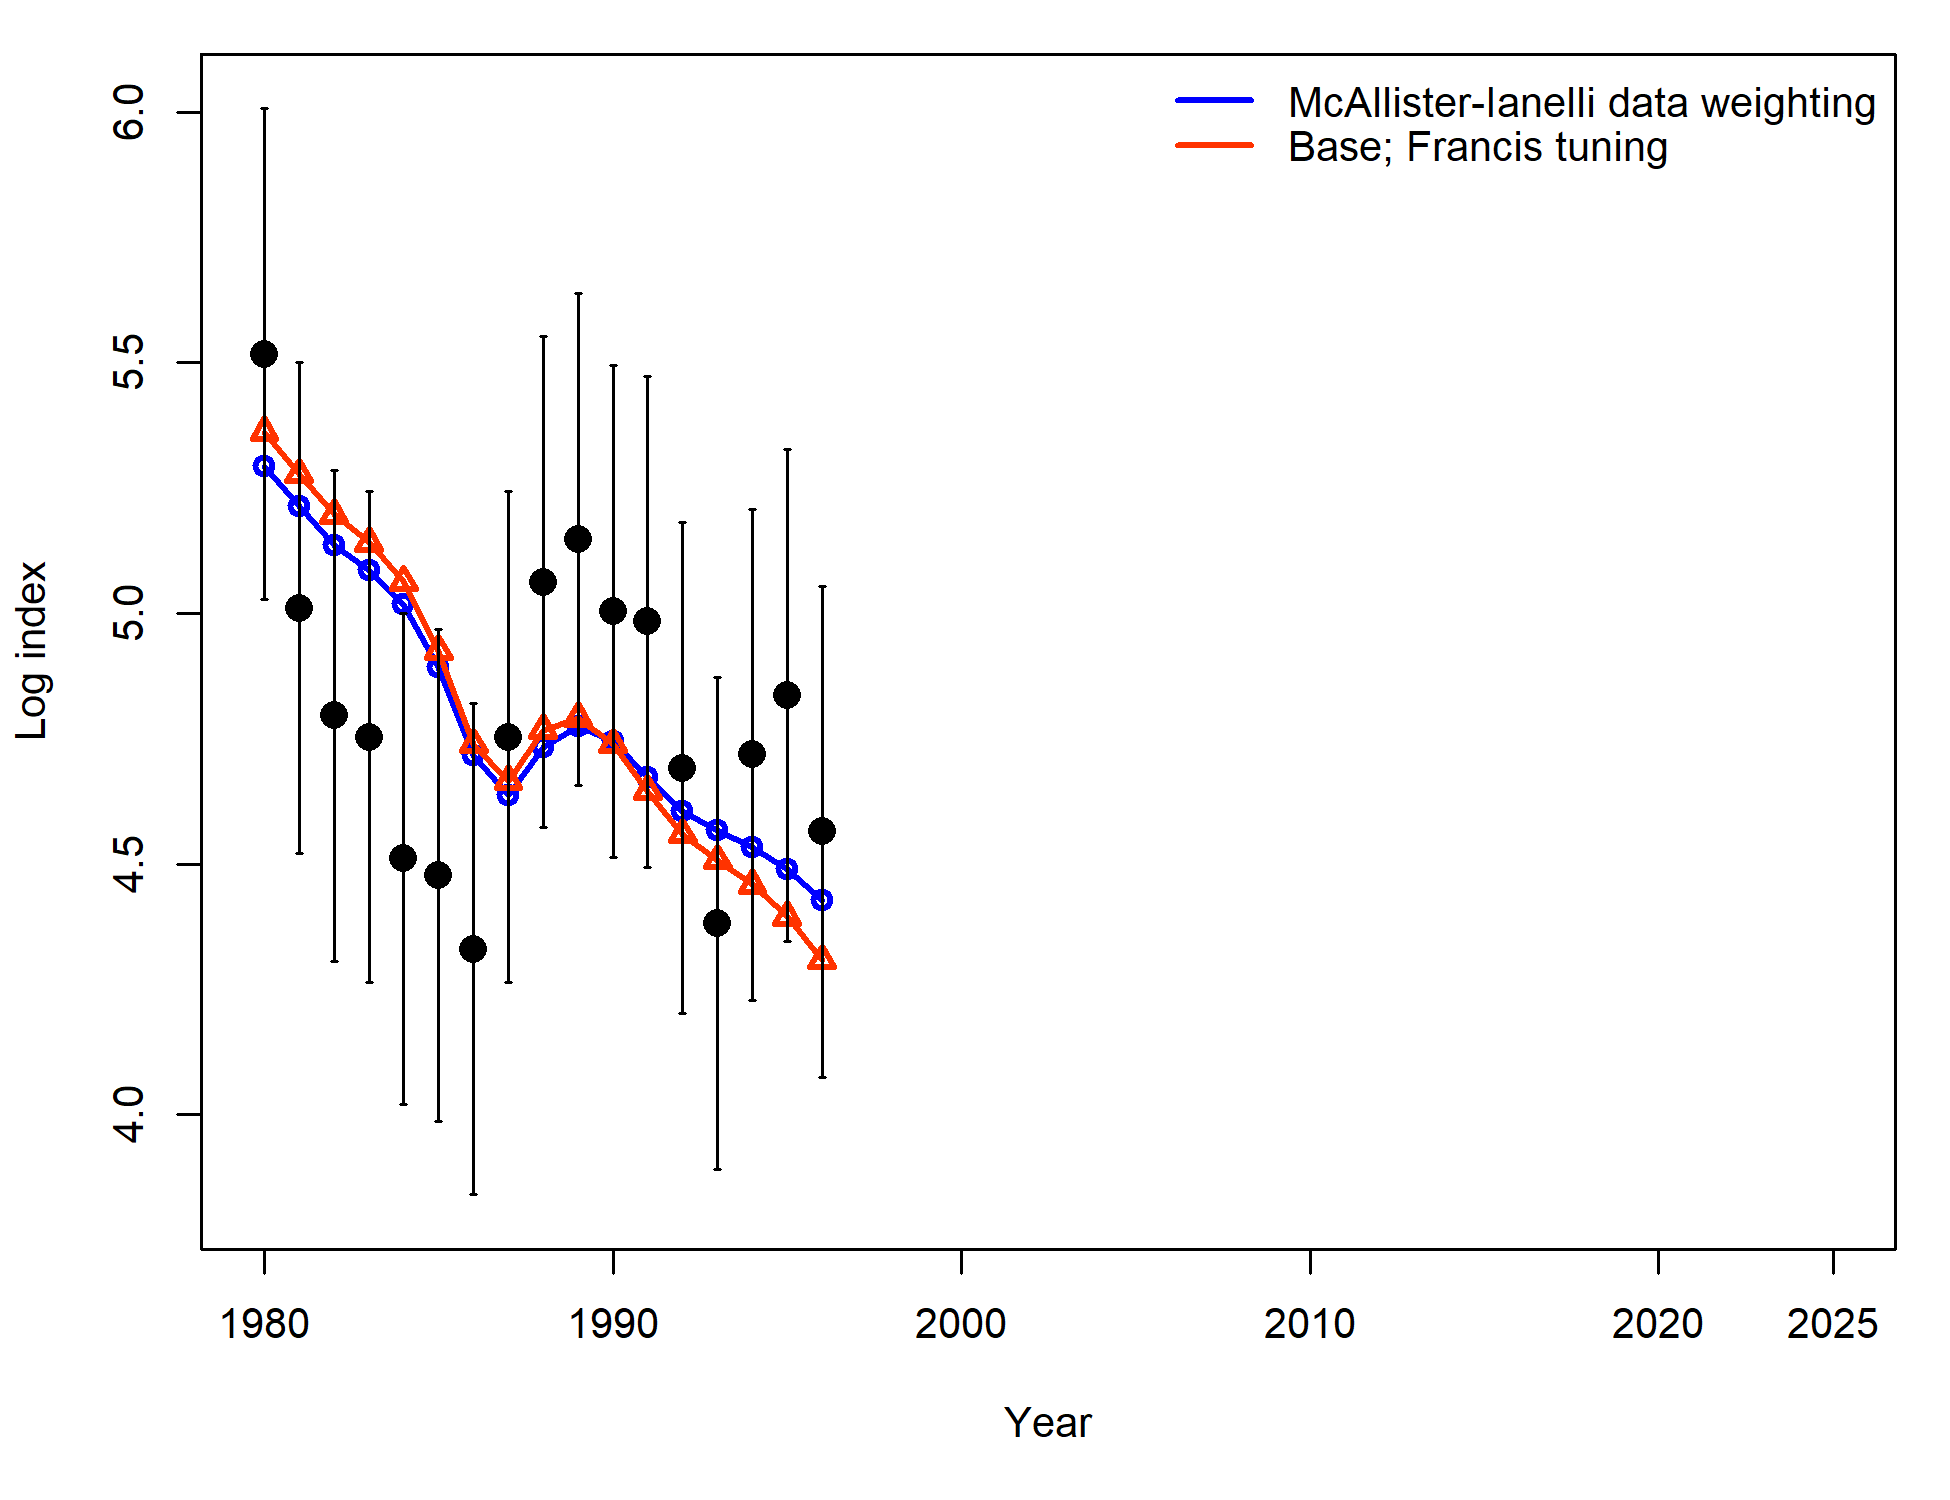 McAllister-Ianelli data weighting
Base; Francis tuning
6.0
5.5
5.0
4.5
4.0
Log index
1980 1990 2000 2010 2020 2025
Year